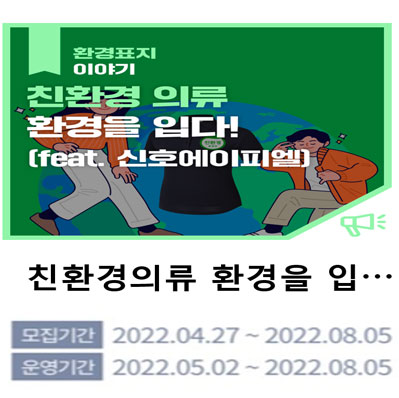 환경표지
이야기
친환경 의류
환경을 입다!
(feat. 신호에이피엘)
친환경의류 환경을 입…
모집기간 2022.04.27 ~ 2022.08.05
운영기간 2022.05.02 ~ 2022.08.05